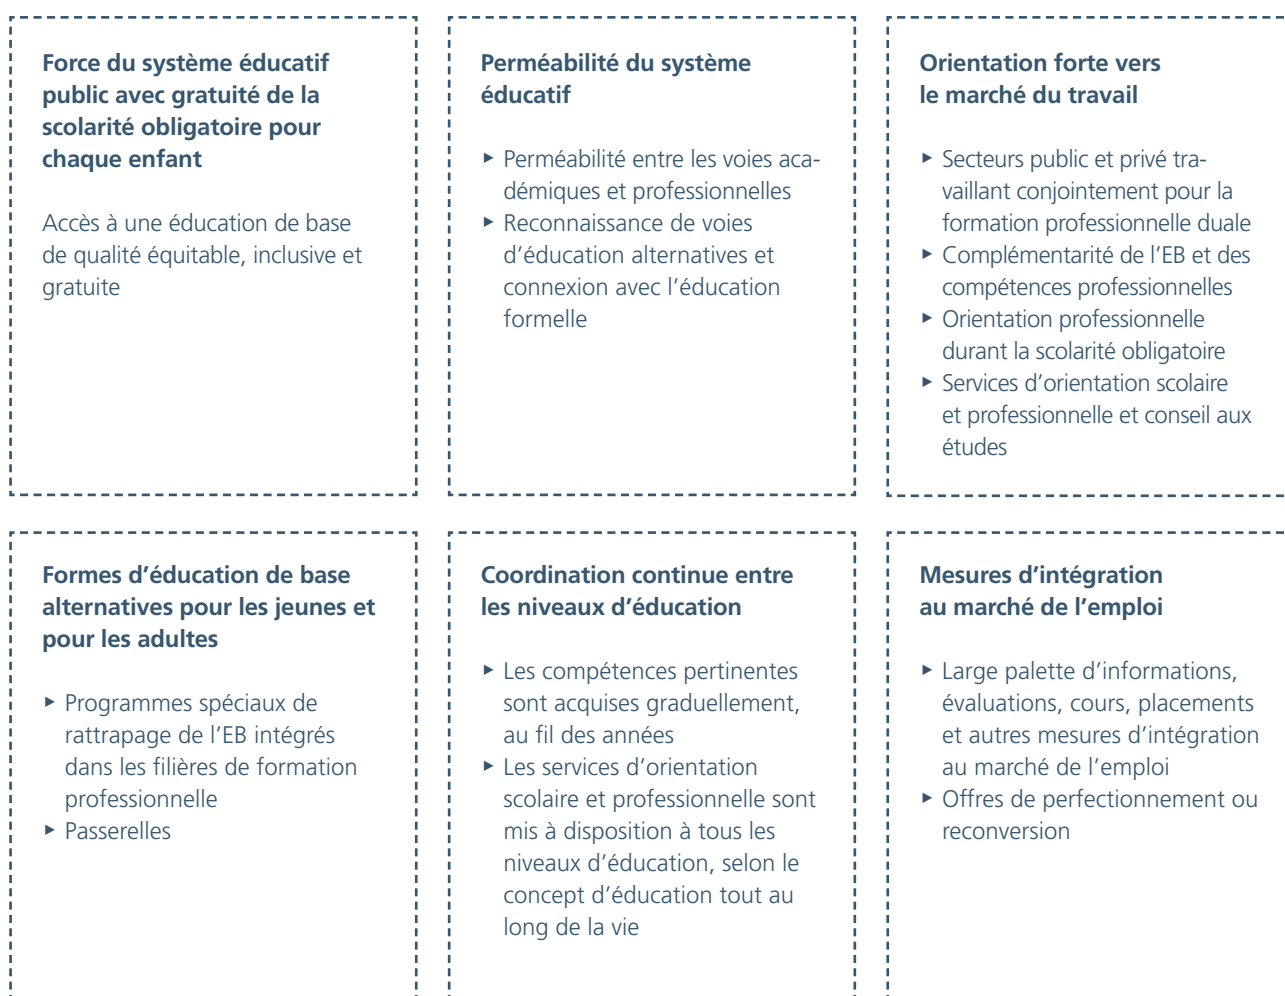 Force du système éducatif
public avec gratuité de la
scolarité obligatoire pour
chaque enfant
Accès à une éducation de base
de qualité équitable, inclusive et
gratuite
Perméabilité du système
éducatif
▸ Perméabilité entre les voies aca-
démiques et professionnelles
▸ Reconnaissance de voies
d’éducation alternatives et
connexion avec l’éducation
formelle
Orientation forte vers
le marché du travail
▸ Secteurs public et privé tra-
vaillant conjointement pour la
formation professionnelle duale
▸ Complémentarité de l’EB et des
compétences professionnelles
▸ Orientation professionnelle
durant la scolarité obligatoire
▸ Services d’orientation scolaire
et professionnelle et conseil aux
études
Formes d’éducation de base
alternatives pour les jeunes et
pour les adultes
▸ Programmes spéciaux de
rattrapage de l’EB intégrés
dans les filières de formation
professionnelle
▸ Passerelles
Coordination continue entre
les niveaux d’éducation
▸ Les compétences pertinentes
sont acquises graduellement,
au fil des années
▸ Les services d’orientation
scolaire et professionnelle sont
mis à disposition à tous les
niveaux d’éducation, selon le
concept d’éducation tout au
long de la vie
Mesures d’intégration
au marché de l’emploi
▸ Large palette d’informations,
évaluations, cours, placements
et autres mesures d’intégration
au marché de l’emploi
▸ Offres de perfectionnement ou
reconversion